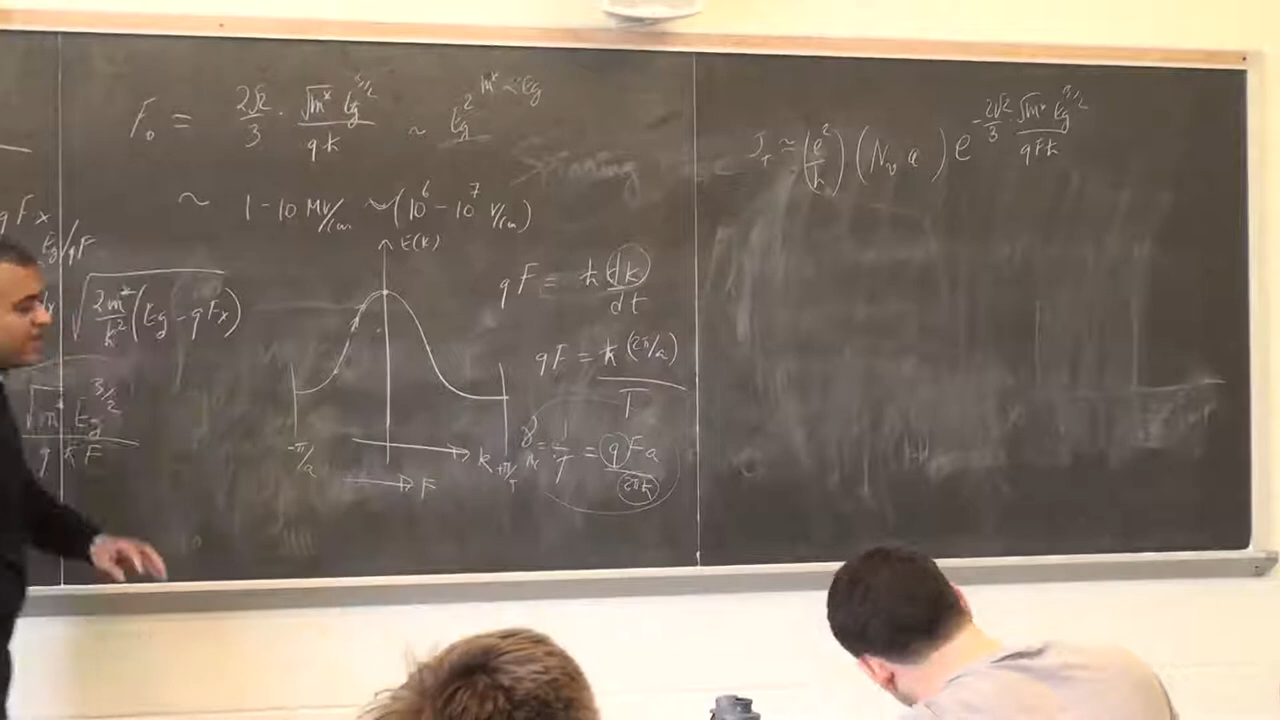 qFx
Eg/qF
dx √(2m*/ħ² (Eg - qFx))
√m* Eg^3/2
q ħ F
F₀ = 2√2/3 · √m* Eg^3/2 / qħ ~ Eg² m* ∝ Eg
~ 1-10 MV/cm ~ (10⁶ - 10⁷ V/cm)
E(k)
-π/a
k
F
qF = ħ dk/dt
qF = ħ (2π/a) / T
= 1/T = qFa / 2πħ
J_T ≈ (e²/h) (N_v a) e^(-2√2/3 · √m* Eg^3/2 / qFħ)